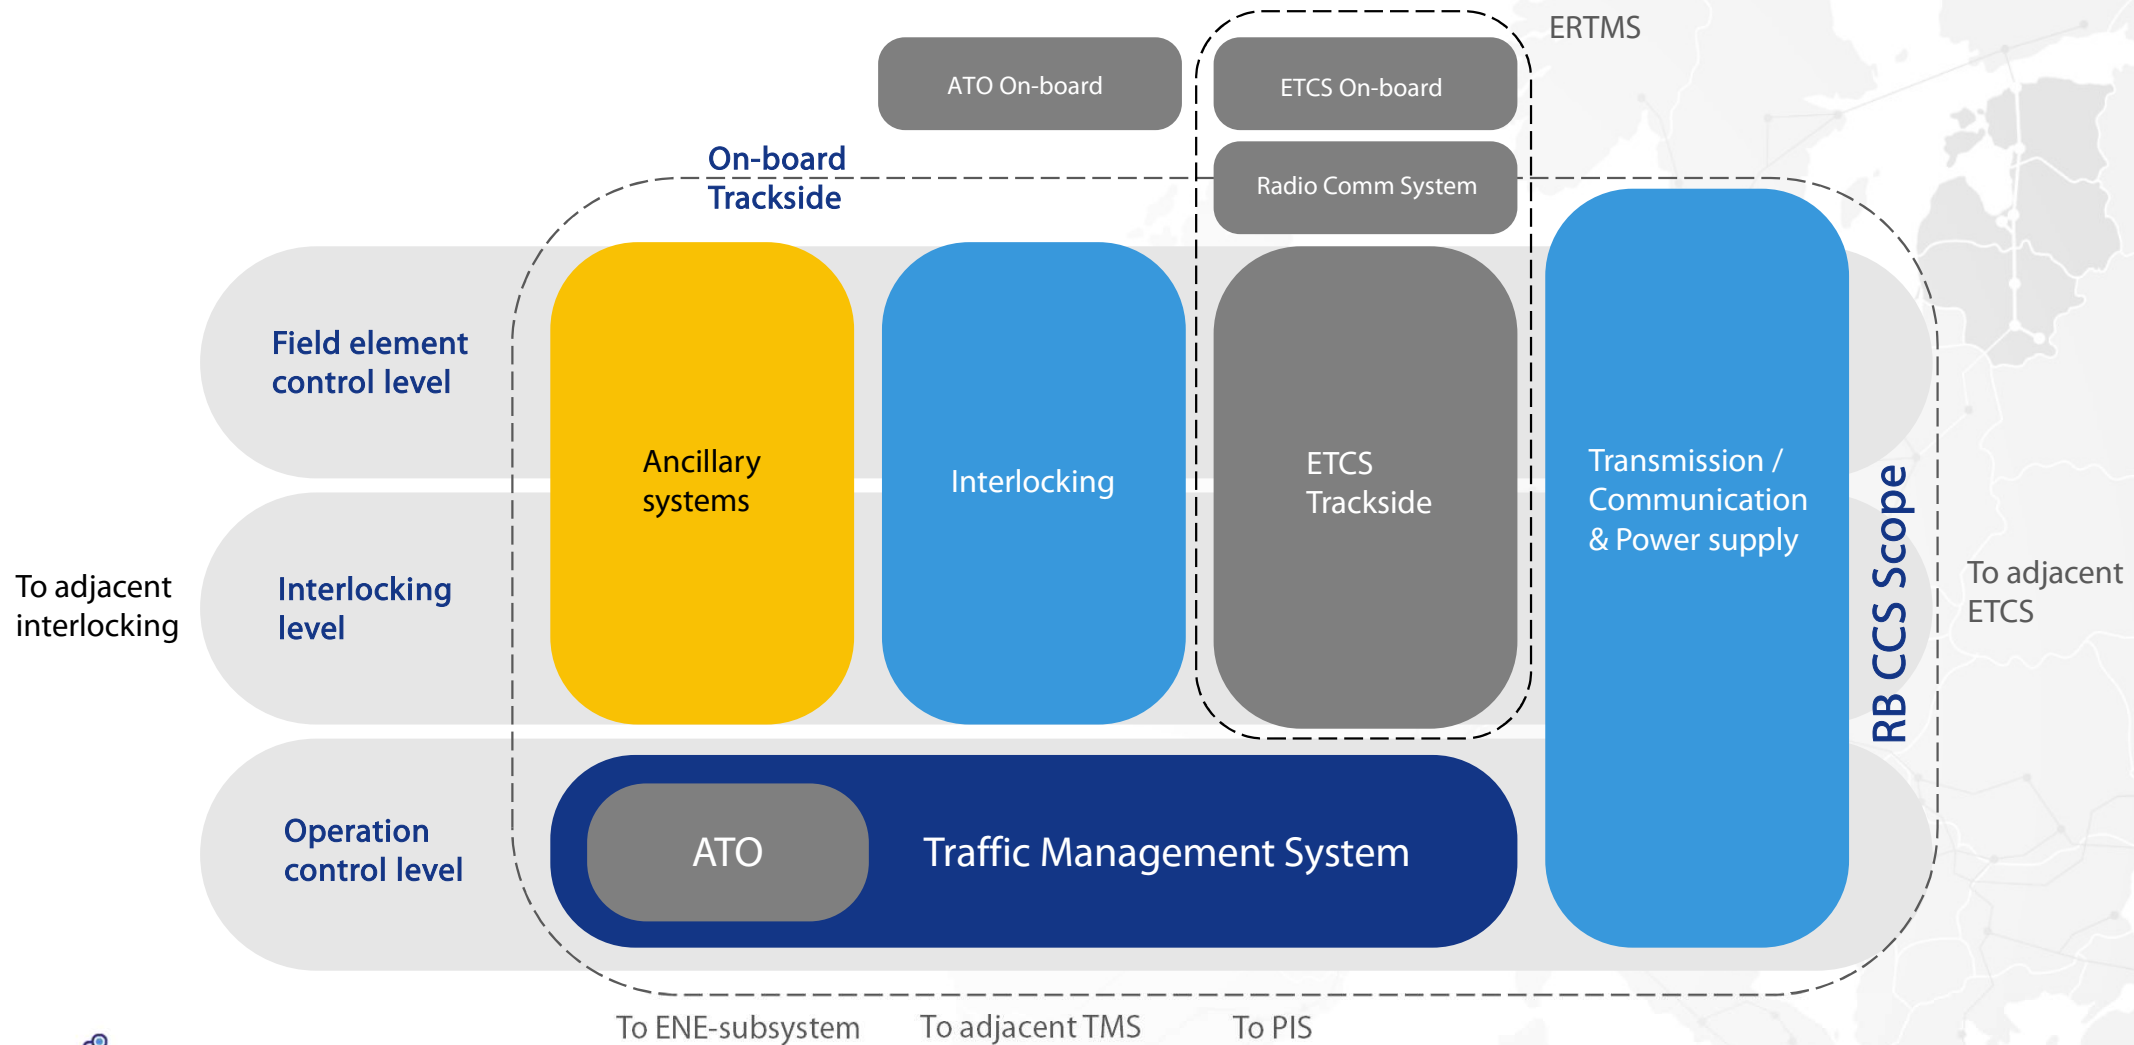 ERTMS
ATO On-board
ETCS On-board
On-board
Trackside
Radio Comm System
Field element
control level
Ancillary
systems
Interlocking
ETCS
Trackside
Transmission /
Communication
& Power supply
RB CCS Scope
To adjacent
interlocking
Interlocking
level
To adjacent
ETCS
Operation
control level
ATO
Traffic Management System
To ENE-subsystem
To adjacent TMS
To PIS